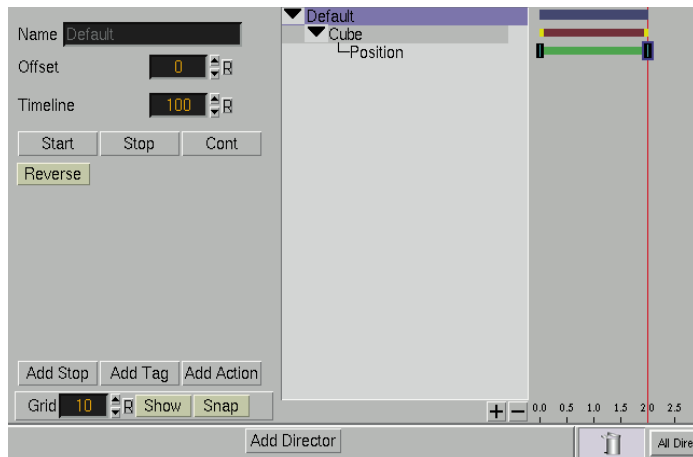 Name Default
Offset 0 R
Timeline 100 R
Start Stop Cont
Reverse
Add Stop Add Tag Add Action
Grid 10 R Show Snap
Default
Cube
Position
+ -
0.0 0.5 1.0 1.5 2.0 2.5
Add Director
All Dire